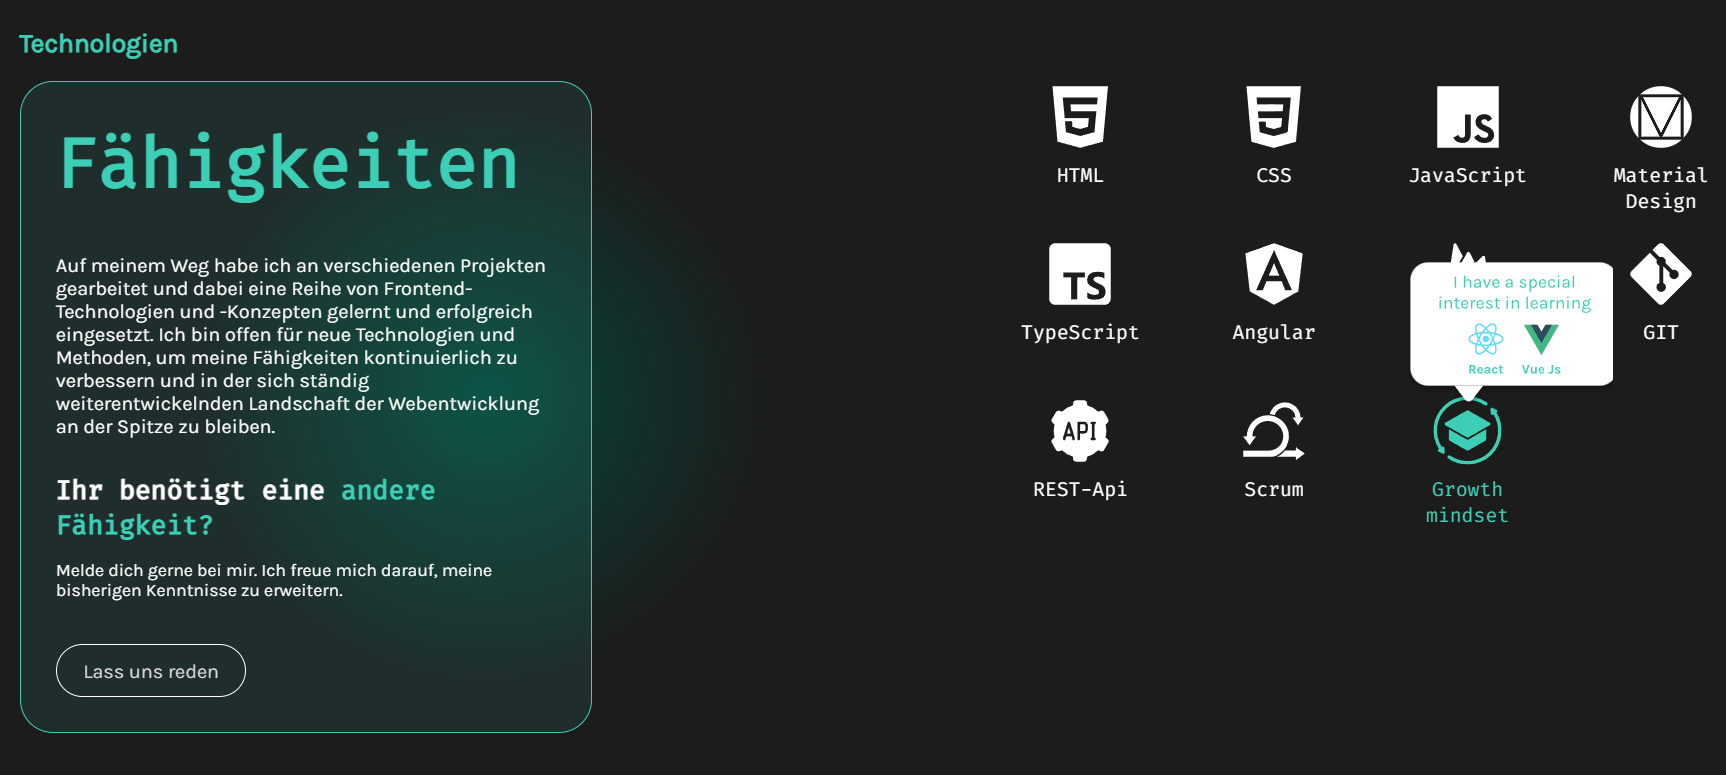 Technologien
Fähigkeiten
Auf meinem Weg habe ich an verschiedenen Projekten
gearbeitet und dabei eine Reihe von Frontend-
Technologien und -Konzepten gelernt und erfolgreich
eingesetzt. Ich bin offen für neue Technologien und
Methoden, um meine Fähigkeiten kontinuierlich zu
verbessern und in der sich ständig
weiterentwickelnden Landschaft der Webentwicklung
an der Spitze zu bleiben.
Ihr benötigt eine andere
Fähigkeit?
Melde dich gerne bei mir. Ich freue mich darauf, meine
bisherigen Kenntnisse zu erweitern.
Lass uns reden
5
3
JS
HTML
CSS
JavaScript
Material
Design
TS
A
TypeScript
Angular
I have a special
interest in learning
React
Vue Js
GIT
API
REST-Api
Scrum
Growth
mindset